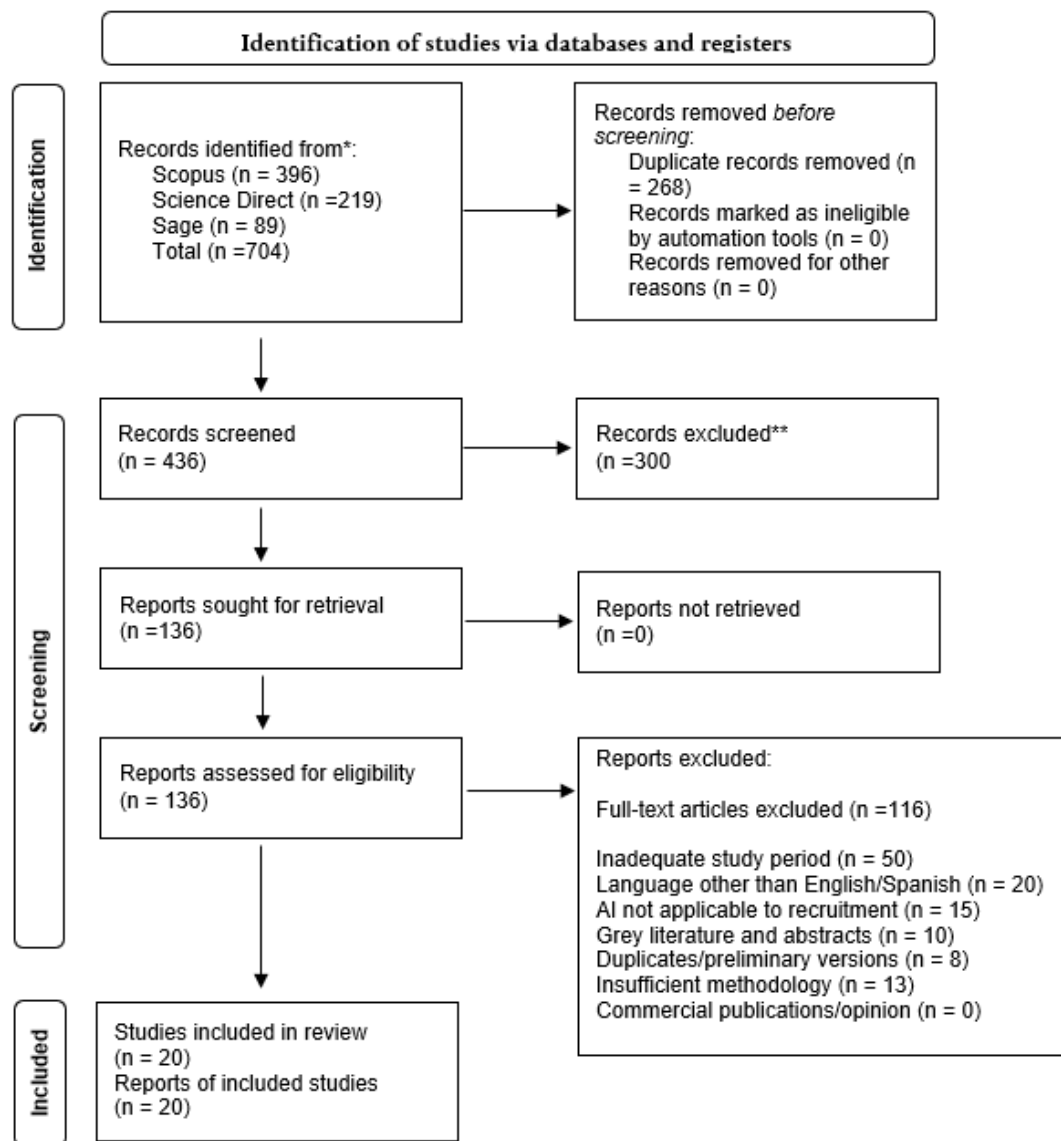 Identification of studies via databases and registers
Identification
Records identified from*:
Scopus (n = 396)
Science Direct (n =219)
Sage (n = 89)
Total (n =704)
Records removed before
screening:
Duplicate records removed (n
= 268)
Records marked as ineligible
by automation tools (n = 0)
Records removed for other
reasons (n = 0)
Screening
Records screened
(n = 436)
Records excluded**
(n =300
Reports sought for retrieval
(n =136)
Reports not retrieved
(n =0)
Reports assessed for eligibility
(n = 136)
Reports excluded:
Full-text articles excluded (n =116)
Inadequate study period (n = 50)
Language other than English/Spanish (n = 20)
AI not applicable to recruitment (n = 15)
Grey literature and abstracts (n = 10)
Duplicates/preliminary versions (n = 8)
Insufficient methodology (n = 13)
Commercial publications/opinion (n = 0)
Included
Studies included in review
(n = 20)
Reports of included studies
(n = 20)